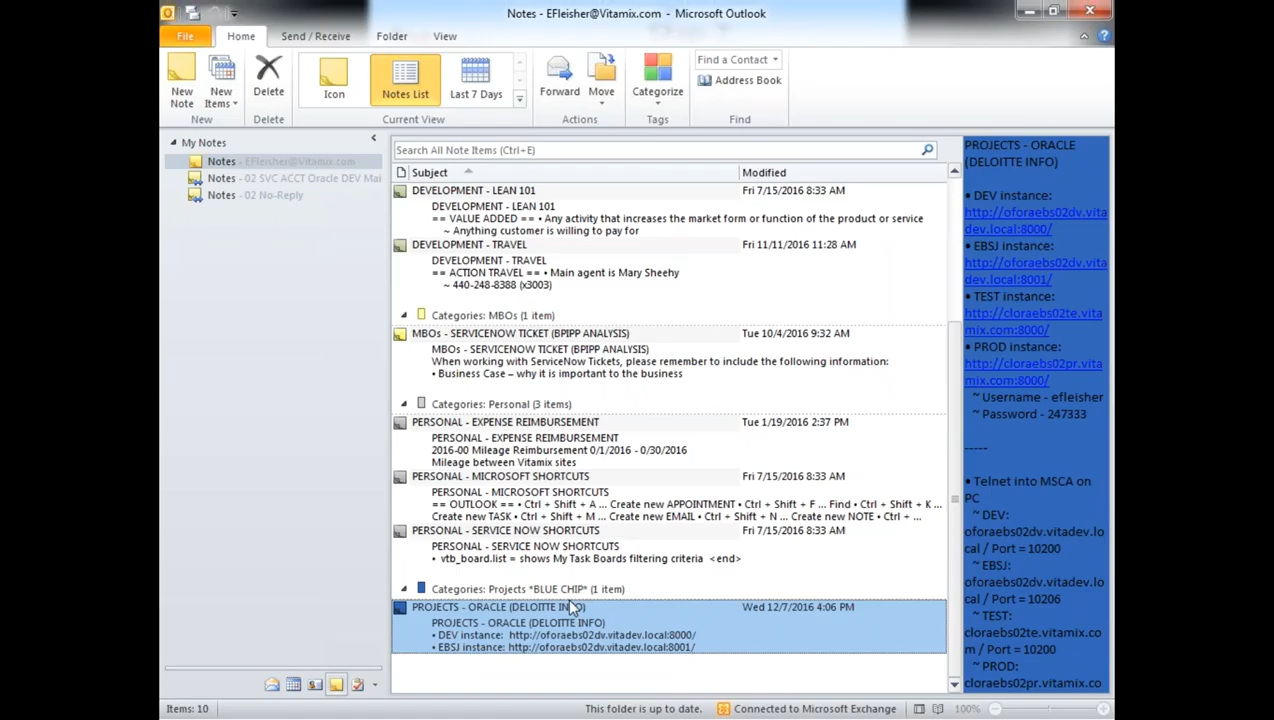 Notes - EFleisher@Vitamix.com - Microsoft Outlook
File
Home
Send / Receive
Folder
View
New Note
New Items
Delete
Icon
Notes List
Last 7 Days
Forward
Move
Categorize
Find a Contact
Address Book
New
Delete
Current View
Actions
Tags
Find
My Notes
Notes - EFleisher@Vitamix.com
Notes - 02 SVC ACCT Oracle DEV Mai
Notes - 02 No-Reply
Search All Note Items (Ctrl+E)
Subject
Modified
DEVELOPMENT - LEAN 101 Fri 7/15/2016 8:33 AM
DEVELOPMENT - LEAN 101
== VALUE ADDED == • Any activity that increases the market form or function of the product or service
~ Anything customer is willing to pay for
DEVELOPMENT - TRAVEL Fri 11/11/2016 11:28 AM
DEVELOPMENT - TRAVEL
== ACTION TRAVEL == • Main agent is Mary Sheehy
~ 440-248-8388 (x3003)
Categories: MBOs (1 item)
MBOs - SERVICENOW TICKET (BPIPP ANALYSIS) Tue 10/4/2016 9:32 AM
MBOs - SERVICENOW TICKET (BPIPP ANALYSIS)
When working with ServiceNow Tickets, please remember to include the following information:
• Business Case – why it is important to the business
Categories: Personal (3 items)
PERSONAL - EXPENSE REIMBURSEMENT Tue 1/19/2016 2:37 PM
PERSONAL - EXPENSE REIMBURSEMENT
2016-00 Mileage Reimbursement 0/1/2016 - 0/30/2016
Mileage between Vitamix sites
PERSONAL - MICROSOFT SHORTCUTS Fri 7/15/2016 8:33 AM
PERSONAL - MICROSOFT SHORTCUTS
== OUTLOOK == • Ctrl + Shift + A ... Create new APPOINTMENT • Ctrl + Shift + F ... Find • Ctrl + Shift + K ...
Create new TASK • Ctrl + Shift + M ... Create new EMAIL • Ctrl + Shift + N ... Create new NOTE • Ctrl + ...
PERSONAL - SERVICE NOW SHORTCUTS Fri 7/15/2016 8:33 AM
PERSONAL - SERVICE NOW SHORTCUTS
• vtb_board.list = shows My Task Boards filtering criteria <end>
Categories: Projects *BLUE CHIP* (1 item)
PROJECTS - ORACLE (DELOITTE INFO) Wed 12/7/2016 4:06 PM
PROJECTS - ORACLE (DELOITTE INFO)
• DEV instance: http://oforaebs02dv.vitadev.local:8000/
• EBSJ instance: http://oforaebs02dv.vitadev.local:8001/
PROJECTS - ORACLE
(DELOITTE INFO)
• DEV instance:
http://oforaebs02dv.vita
dev.local:8000/
• EBSJ instance:
http://oforaebs02dv.vita
dev.local:8001/
• TEST instance:
http://cloraebs02te.vita
mix.com:8000/
• PROD instance:
http://cloraebs02pr.vita
mix.com:8000/
~ Username - efleisher
~ Password - 247333
-----
• Telnet into MSCA on
PC
~ DEV:
oforaebs02dv.vitadev.lo
cal / Port = 10200
~ EBSJ:
oforaebs02dv.vitadev.lo
cal / Port = 10206
~ TEST:
cloraebs02te.vitamix.co
m / Port = 10200
~ PROD:
cloraebs02pr.vitamix.co
Items: 10
This folder is up to date.
Connected to Microsoft Exchange
100%